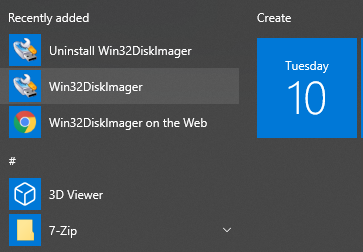 Recently added
Create
Uninstall Win32DiskImager
Win32DiskImager
Win32DiskImager on the Web
Tuesday
10
#
3D Viewer
7-Zip